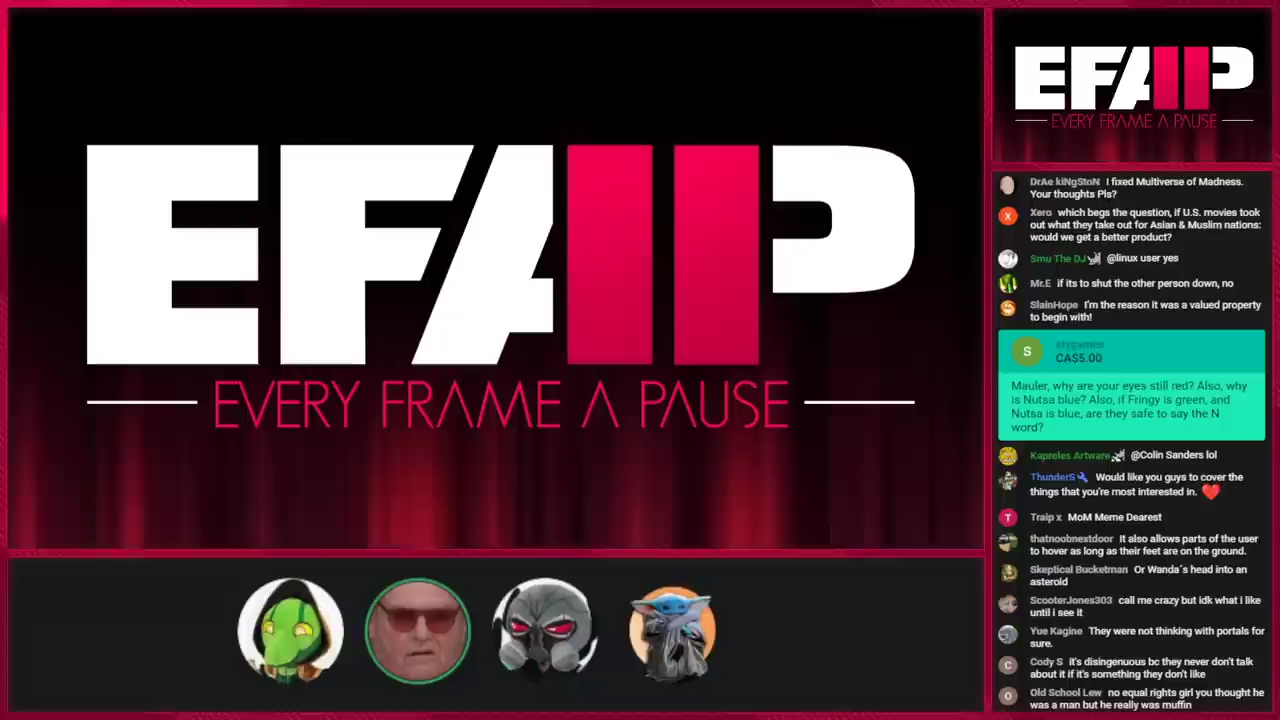 EFAP
EVERY FRAME A PAUSE
EFAP
EVERY FRAME A PAUSE
DrAe kiNgStoN I fixed Multiverse of Madness.
Your thoughts Pls?
X
Xero which begs the question, if U.S. movies took
out what they take out for Asian & Muslim nations:
would we get a better product?
Smu The DJ @linux user yes
Mr.E if its to shut the other person down, no
SlainHope I'm the reason it was a valued property
to begin with!
S
CA$5.00
Mauler, why are your eyes still red? Also, why
is Nutsa blue? Also, if Fringy is green, and
Nutsa is blue, are they safe to say the N
word?
Kapreles Artware @Colin Sanders lol
ThunderS Would like you guys to cover the
things that you're most interested in. ❤
T
Traip x MoM Meme Dearest
thatnoobnextdoor It also allows parts of the user
to hover as long as their feet are on the ground.
Skeptical Bucketman Or Wanda´s head into an
asteroid
ScooterJones303 call me crazy but idk what i like
until i see it
Yue Kagine They were not thinking with portals for
sure.
C
Cody S it's disingenuous bc they never don't talk
about it if it's something they don't like
O
Old School Lew no equal rights girl you thought he
was a man but he really was muffin